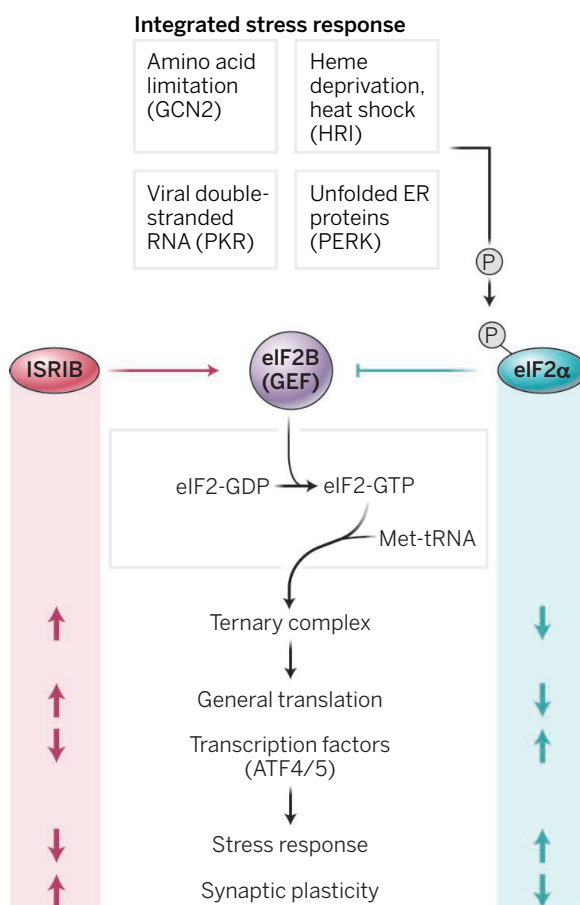 Integrated stress response
Amino acid
limitation
(GCN2)
Heme
deprivation,
heat shock
(HRI)
Viral double-
stranded
RNA (PKR)
Unfolded ER
proteins
(PERK)
P
P
ISRIB
eIF2B
(GEF)
eIF2α
eIF2-GDP
eIF2-GTP
Met-tRNA
Ternary complex
General translation
Transcription factors
(ATF4/5)
Stress response
Synaptic plasticity